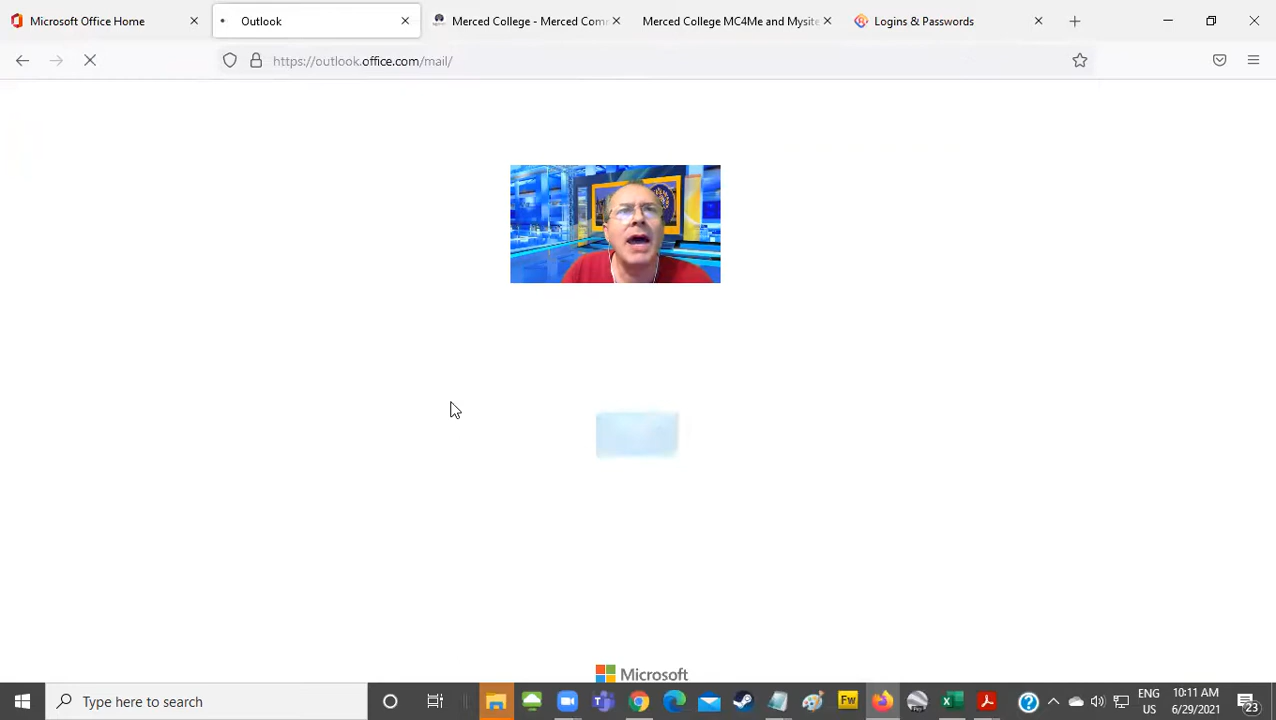 Microsoft Office Home
Outlook
Merced College - Merced Com
Merced College MC4Me and Mysite
Logins & Passwords
https://outlook.office.com/mail/
Microsoft
Type here to search
Fw
ENG
US
10:11 AM
6/29/2021
23